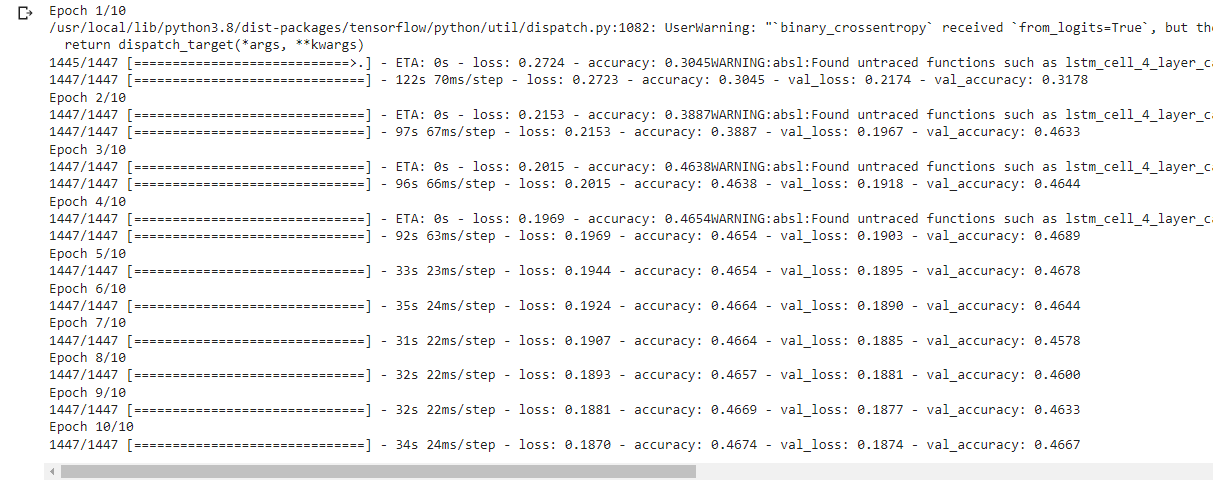 Epoch 1/10
/usr/local/lib/python3.8/dist-packages/tensorflow/python/util/dispatch.py:1082: UserWarning: "`binary_crossentropy` received `from_logits=True`, but the
  return dispatch_target(*args, **kwargs)
1445/1447 [============================>.] - ETA: 0s - loss: 0.2724 - accuracy: 0.3045WARNING:absl:Found untraced functions such as lstm_cell_4_layer_ca
1447/1447 [==============================] - 122s 70ms/step - loss: 0.2723 - accuracy: 0.3045 - val_loss: 0.2174 - val_accuracy: 0.3178
Epoch 2/10
1447/1447 [==============================] - ETA: 0s - loss: 0.2153 - accuracy: 0.3887WARNING:absl:Found untraced functions such as lstm_cell_4_layer_ca
1447/1447 [==============================] - 97s 67ms/step - loss: 0.2153 - accuracy: 0.3887 - val_loss: 0.1967 - val_accuracy: 0.4633
Epoch 3/10
1447/1447 [==============================] - ETA: 0s - loss: 0.2015 - accuracy: 0.4638WARNING:absl:Found untraced functions such as lstm_cell_4_layer_ca
1447/1447 [==============================] - 96s 66ms/step - loss: 0.2015 - accuracy: 0.4638 - val_loss: 0.1918 - val_accuracy: 0.4644
Epoch 4/10
1447/1447 [==============================] - ETA: 0s - loss: 0.1969 - accuracy: 0.4654WARNING:absl:Found untraced functions such as lstm_cell_4_layer_ca
1447/1447 [==============================] - 92s 63ms/step - loss: 0.1969 - accuracy: 0.4654 - val_loss: 0.1903 - val_accuracy: 0.4689
Epoch 5/10
1447/1447 [==============================] - 33s 23ms/step - loss: 0.1944 - accuracy: 0.4654 - val_loss: 0.1895 - val_accuracy: 0.4678
Epoch 6/10
1447/1447 [==============================] - 35s 24ms/step - loss: 0.1924 - accuracy: 0.4664 - val_loss: 0.1890 - val_accuracy: 0.4644
Epoch 7/10
1447/1447 [==============================] - 31s 22ms/step - loss: 0.1907 - accuracy: 0.4664 - val_loss: 0.1885 - val_accuracy: 0.4578
Epoch 8/10
1447/1447 [==============================] - 32s 22ms/step - loss: 0.1893 - accuracy: 0.4657 - val_loss: 0.1881 - val_accuracy: 0.4600
Epoch 9/10
1447/1447 [==============================] - 32s 22ms/step - loss: 0.1881 - accuracy: 0.4669 - val_loss: 0.1877 - val_accuracy: 0.4633
Epoch 10/10
1447/1447 [==============================] - 34s 24ms/step - loss: 0.1870 - accuracy: 0.4674 - val_loss: 0.1874 - val_accuracy: 0.4667